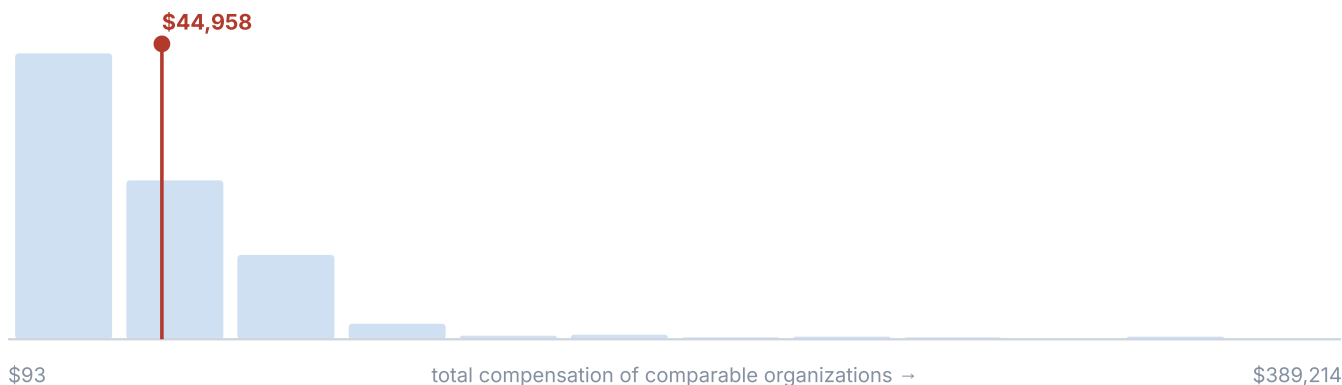 $44,958
$93 total compensation of comparable organizations → $389,214